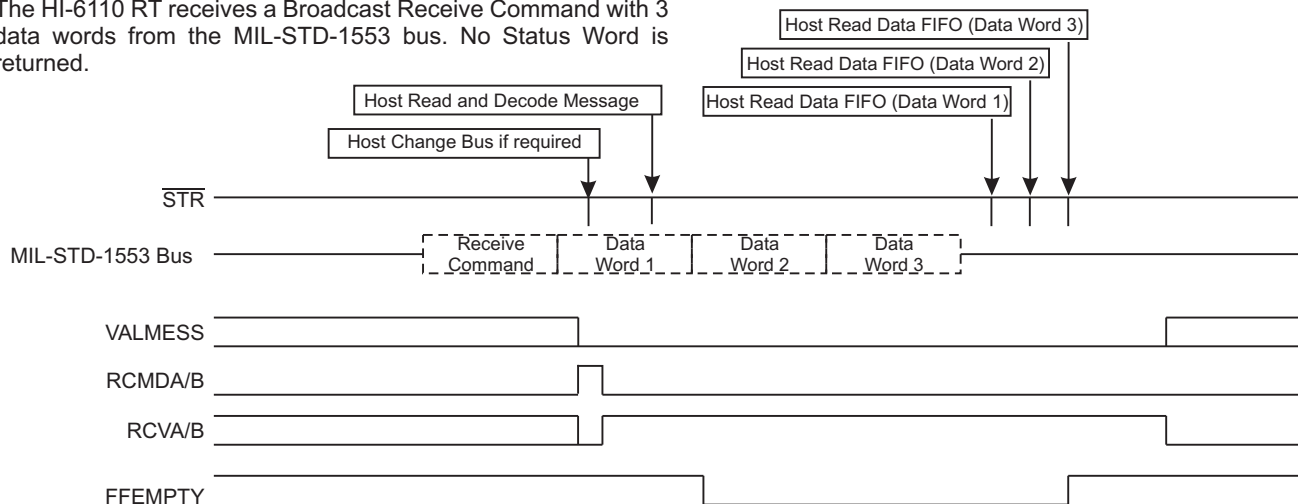 The HI-6110 RT receives a Broadcast Receive Command with 3
data words from the MIL-STD-1553 bus. No Status Word is
returned.
Host Read Data FIFO (Data Word 3)
Host Read Data FIFO (Data Word 2)
Host Read and Decode Message
Host Read Data FIFO (Data Word 1)
Host Change Bus if required
STR
MIL-STD-1553 Bus
Receive
Command
Data
Word 1
Data
Word 2
Data
Word 3
VALMESS
RCMDA/B
RCVA/B
FFEMPTY